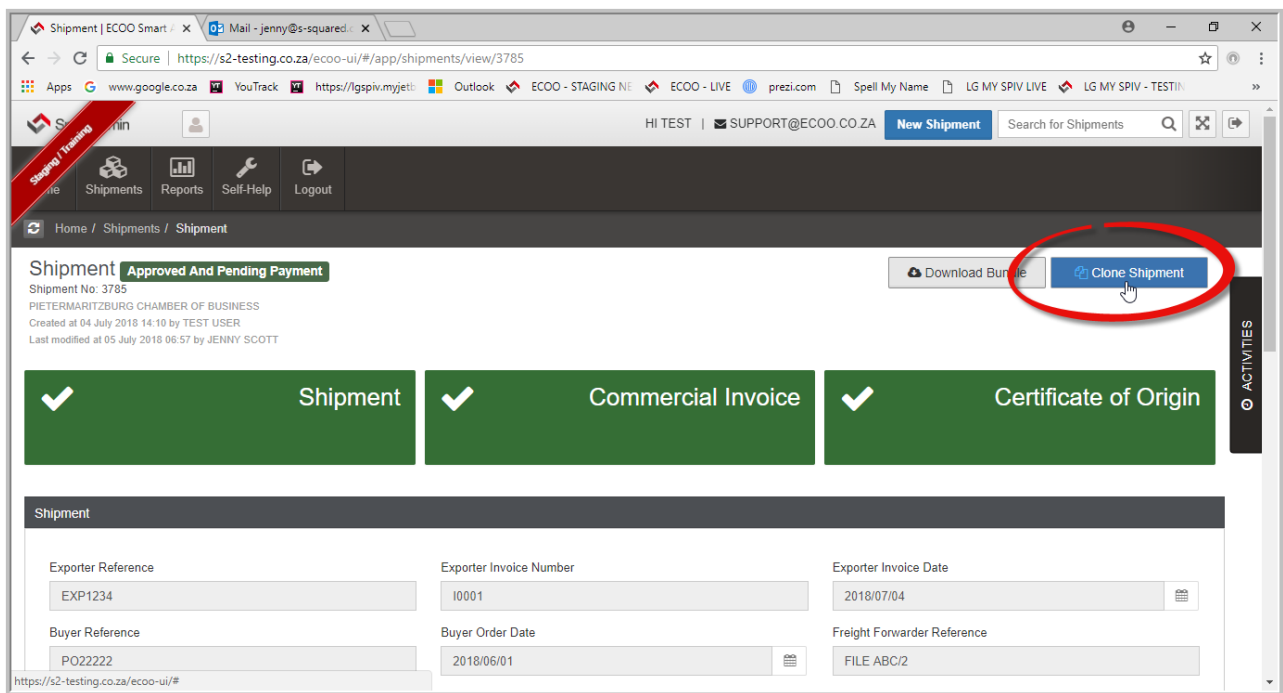 Shipment | ECOO Smart A
Mail - jenny@s-squared.c
Secure | https://s2-testing.co.za/ecoo-ui/#/app/shipments/view/3785
Apps www.google.co.za YouTrack https://lgspiv.myjetb Outlook ECOO - STAGING NE ECOO - LIVE prezi.com Spell My Name LG MY SPIV LIVE LG MY SPIV - TESTIN »
Staging / Training
HI TEST | SUPPORT@ECOO.CO.ZA New Shipment Search for Shipments
Shipments Reports Self-Help Logout
Home / Shipments / Shipment
Shipment Approved And Pending Payment
Download Bundle Clone Shipment
Shipment No: 3785
PIETERMARITZBURG CHAMBER OF BUSINESS
Created at 04 July 2018 14:10 by TEST USER
Last modified at 05 July 2018 06:57 by JENNY SCOTT
ACTIVITIES
Shipment Commercial Invoice Certificate of Origin
Shipment
Exporter Reference Exporter Invoice Number Exporter Invoice Date
EXP1234 I0001 2018/07/04
Buyer Reference Buyer Order Date Freight Forwarder Reference
PO22222 2018/06/01 FILE ABC/2
https://s2-testing.co.za/ecoo-ui/#